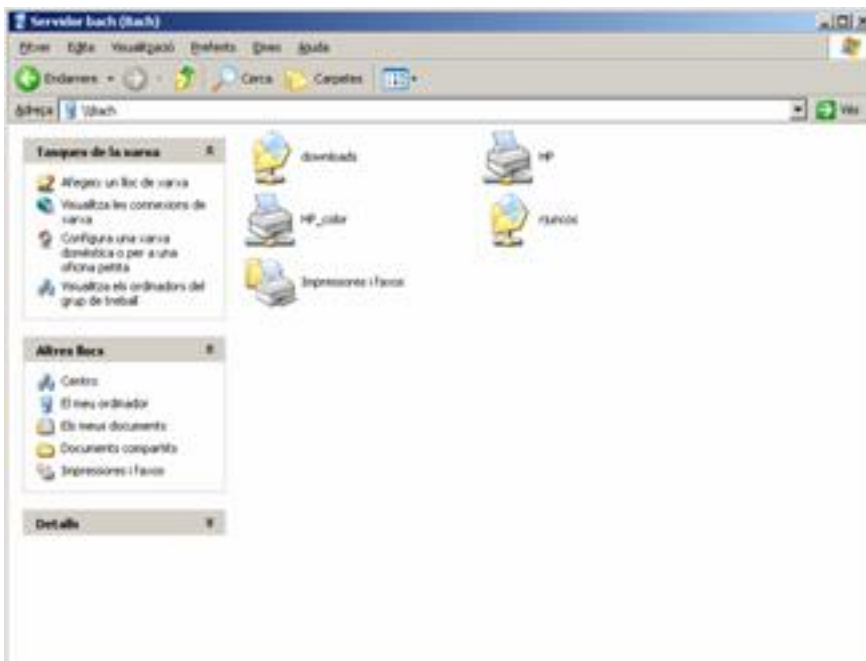 Servidor bach (Bach)
Fitxer Edita Visualització Preferits Eines Ajuda
Endarrere Cerca Carpetes
Adreça \\bach Vés
Tasques de la xarxa
Afegeix un lloc de xarxa
Visualitza les connexions de
xarxa
Configura una xarxa
domèstica o per a una
oficina petita
Visualitza els ordinadors del
grup de treball
Altres llocs
Centro
El meu ordinador
Els meus documents
Documents compartits
Impressores i faxos
Detalls
downloads
HP
HP_color
rjuncos
Impressores i faxos